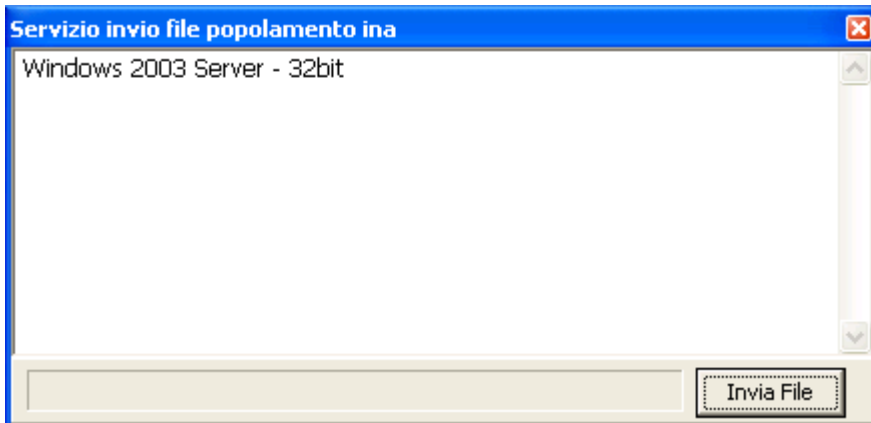 Servizio invio file popolamento ina
Windows 2003 Server - 32bit
Invia File